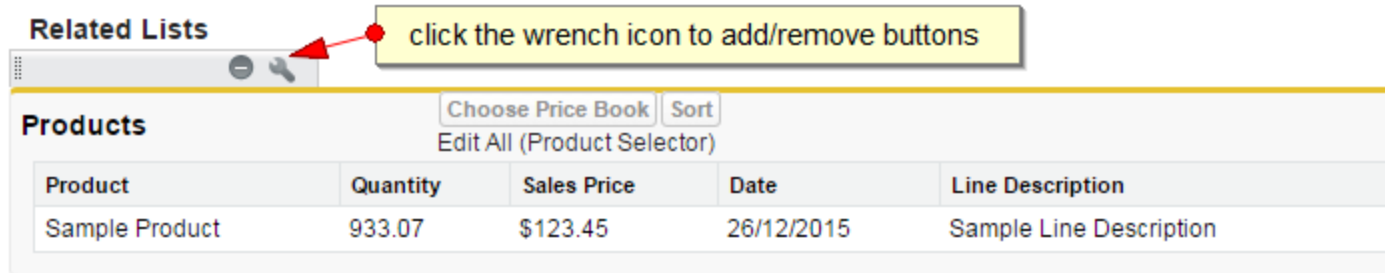 Related Lists
click the wrench icon to add/remove buttons
Products
Choose Price Book Sort
Edit All (Product Selector)
Product Quantity Sales Price Date Line Description
Sample Product 933.07 $123.45 26/12/2015 Sample Line Description